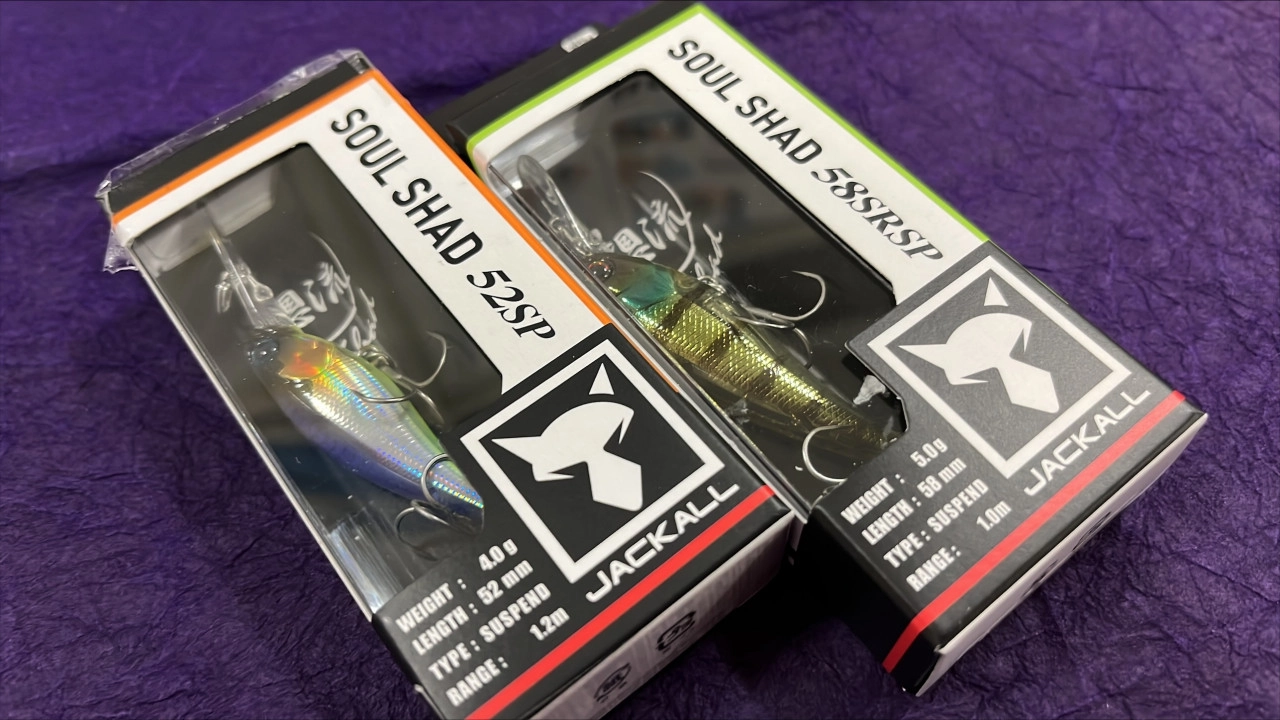 SOUL SHAD 52SP
JACKALL
WEIGHT : 4.0 g
LENGTH : 52 mm
TYPE : SUSPEND
RANGE : 1.2m
SOUL SHAD 58SRSP
JACKALL
WEIGHT : 5.0 g
LENGTH : 58 mm
TYPE : SUSPEND
RANGE : 1.0m